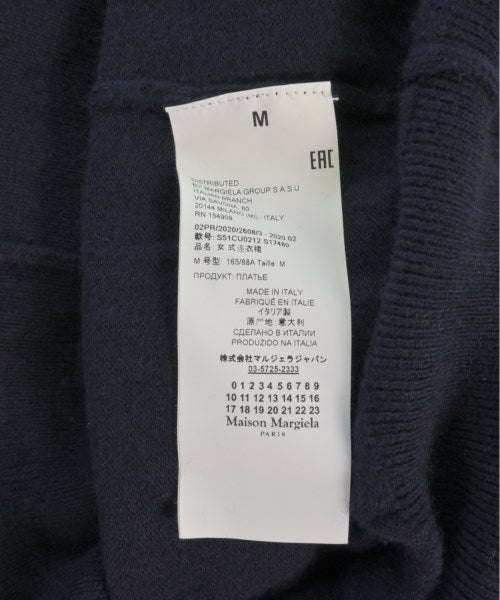 M
EAC
DISTRIBUTED
BY MARGIELA GROUP S.A.S.U
ITALIAN BRANCH
VIA SAVONA, 60
20144 MILANO (MI) - ITALY
RN 154909
02PR/2020/2608/3 - 2020 02
款号: S51CU0212 S17480
品名: 女式连衣裙
M 号型: 165/88A Taille: M
ПРОДУКТ: ПЛАТЬЕ
MADE IN ITALY
FABRIQUÉ EN ITALIE
イタリア製
原产地: 意大利
СДЕЛАНО В ИТАЛИИ
PRODUZIDO NA ITALIA
株式会社マルジェラジャパン
03-5725-2333
0 1 2 3 4 5 6 7 8 9
10 11 12 13 14 15 16
17 18 19 20 21 22 23
Maison Margiela
PARIS